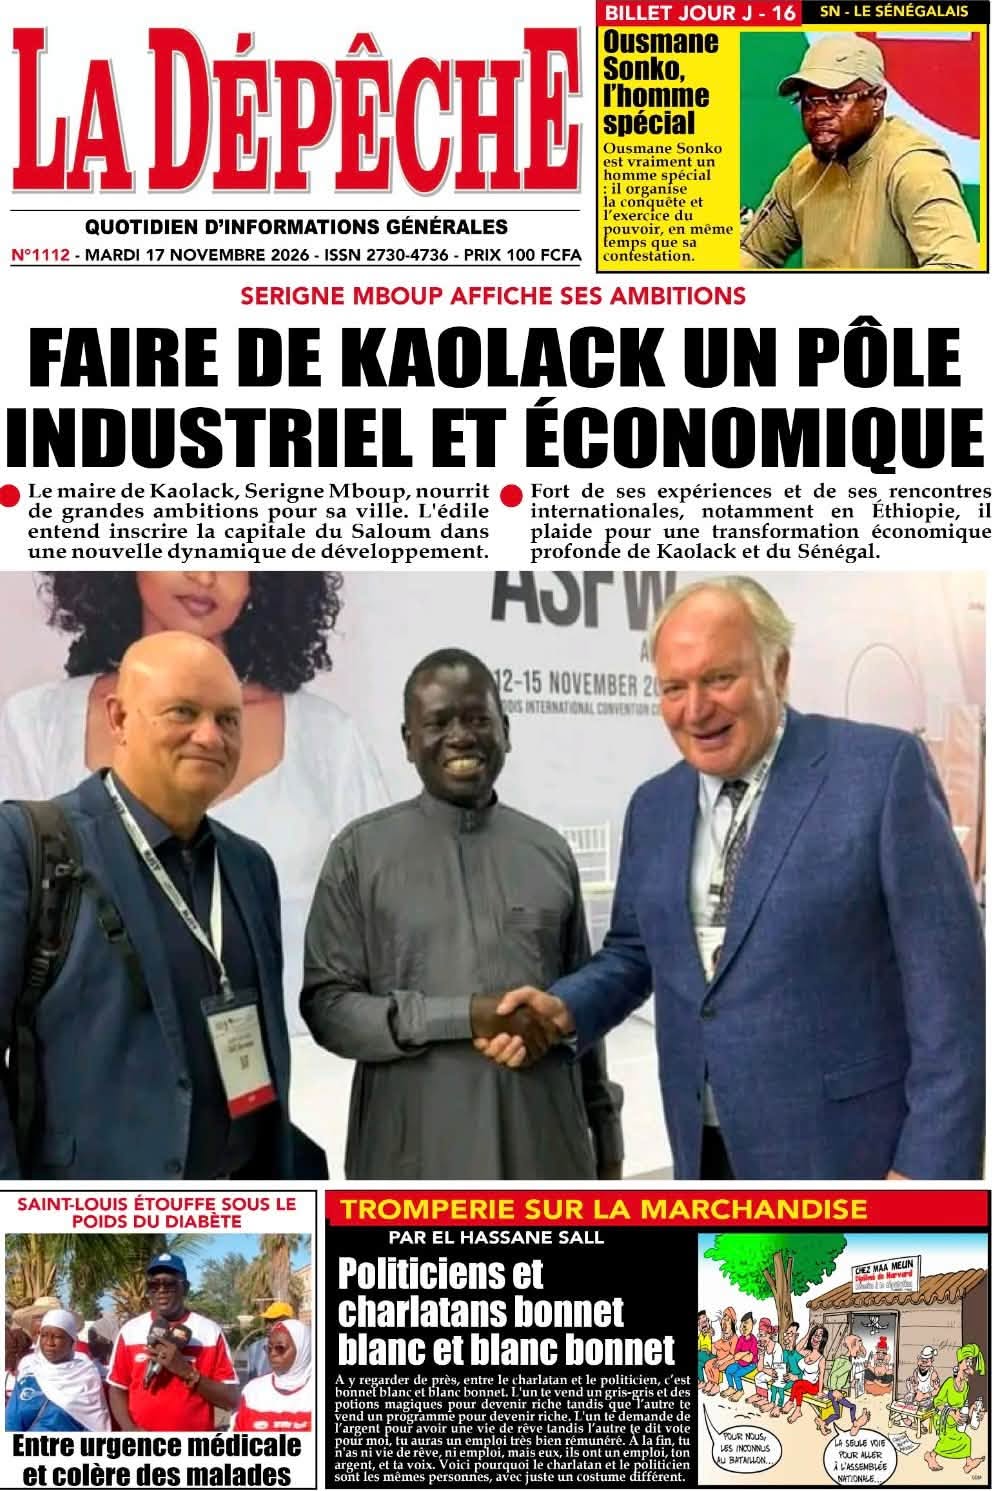 LA DÉPÊCHE
QUOTIDIEN D'INFORMATIONS GÉNÉRALES
N°1112 - MARDI 17 NOVEMBRE 2026 - ISSN 2730-4736 - PRIX 100 FCFA
BILLET JOUR J - 16
SN - LE SÉNÉGALAIS
Ousmane
Sonko,
l'homme
spécial
Ousmane Sonko
est vraiment un
homme spécial
: il organise
la conquête et
l'exercice du
pouvoir, en même
temps que sa
contestation.
SERIGNE MBOUP AFFICHE SES AMBITIONS
FAIRE DE KAOLACK UN PÔLE
INDUSTRIEL ET ÉCONOMIQUE
Le maire de Kaolack, Serigne Mboup, nourrit
de grandes ambitions pour sa ville. L'édile
entend inscrire la capitale du Saloum dans
une nouvelle dynamique de développement.
Fort de ses expériences et de ses rencontres
internationales, notamment en Éthiopie, il
plaide pour une transformation économique
profonde de Kaolack et du Sénégal.
ASFW
12-15 NOVEMBER 20
INTERNATIONAL CONVENTION
SAINT-LOUIS ÉTOUFFE SOUS LE
POIDS DU DIABÈTE
Entre urgence médicale
et colère des malades
TROMPERIE SUR LA MARCHANDISE
PAR EL HASSANE SALL
Politiciens et
charlatans bonnet
blanc et blanc bonnet
A y regarder de près, entre le charlatan et le politicien, c'est
bonnet blanc et blanc bonnet. L'un te vend un gris-gris et des
potions magiques pour devenir riche tandis que l'autre te
vend un programme pour devenir riche. L'un te demande de
l'argent pour avoir une vie de rêve tandis l'autre te dit vote
pour moi, tu auras un emploi très bien rémunéré. À la fin, tu
n'as ni vie de rêve, ni emploi, mais eux, ils ont un emploi, ton
argent, et ta voix. Voici pourquoi le charlatan et le politicien
sont les mêmes personnes, avec juste un costume différent.
CHEZ MAA MEUN
Diplômé de Harvard
POUR NOUS,
LES INCONNUS
AU BATAILLON...
LA SEULE VOIE
POUR ALLER
À L'ASSEMBLÉE
NATIONALE...